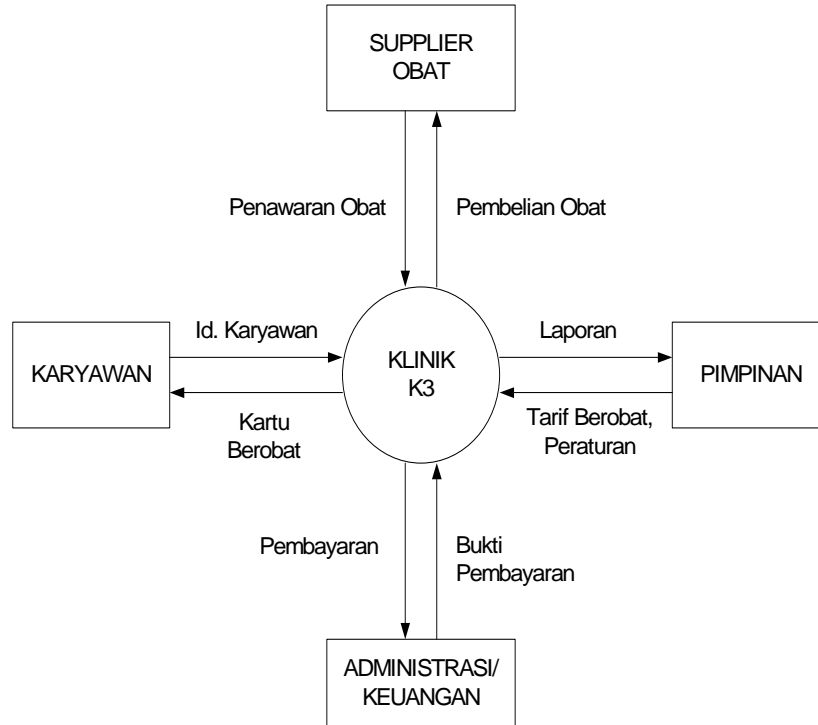 SUPPLIER
OBAT
Penawaran Obat
Pembelian Obat
Id. Karyawan
Laporan
KARYAWAN
KLINIK
K3
PIMPINAN
Kartu
Berobat
Tarif Berobat,
Peraturan
Pembayaran
Bukti
Pembayaran
ADMINISTRASI/
KEUANGAN